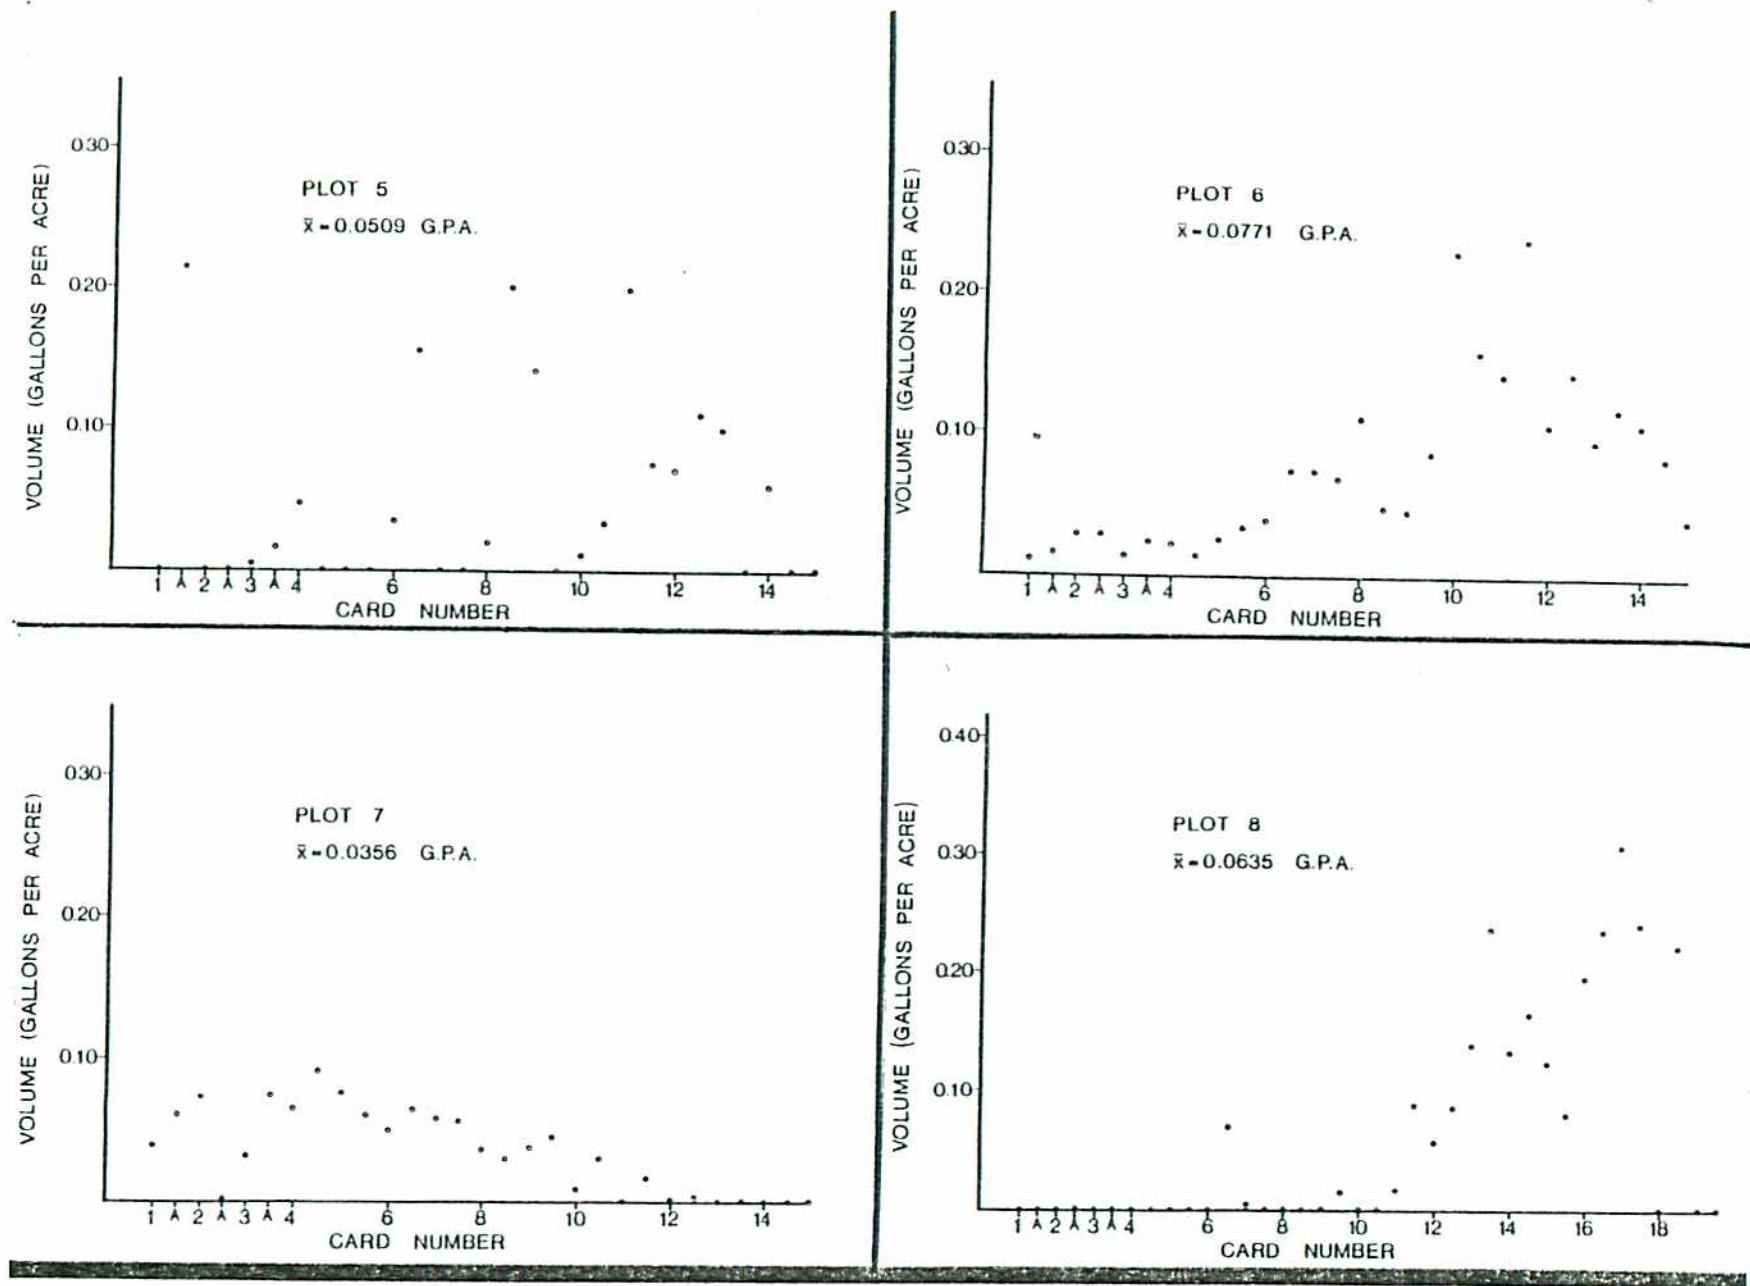 VOLUME (GALLONS PER ACRE)
0.30
0.20
0.10
PLOT 5
x̄=0.0509 G.P.A.
1 A 2 A 3 A 4 6 8 10 12 14
CARD NUMBER
VOLUME (GALLONS PER ACRE)
0.30
0.20
0.10
PLOT 6
x̄=0.0771 G.P.A.
1 A 2 A 3 A 4 6 8 10 12 14
CARD NUMBER
VOLUME (GALLONS PER ACRE)
0.30
0.20
0.10
PLOT 7
x̄=0.0356 G.P.A.
1 A 2 A 3 A 4 6 8 10 12 14
CARD NUMBER
VOLUME (GALLONS PER ACRE)
0.40
0.30
0.20
0.10
PLOT 8
x̄=0.0635 G.P.A.
1 A 2 A 3 A 4 6 8 10 12 14 16 18
CARD NUMBER